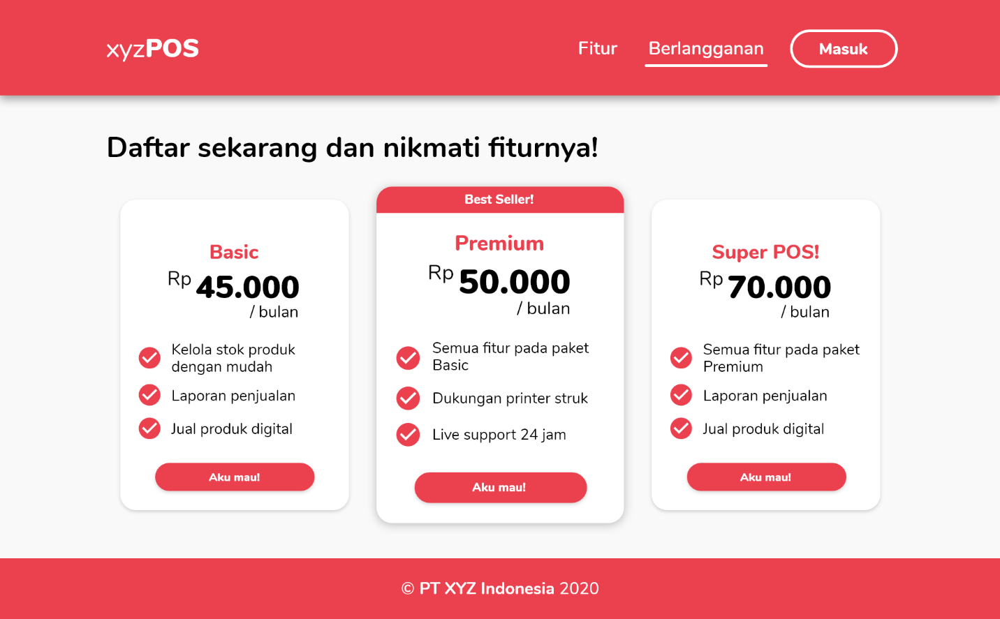 xyzPOS
Fitur
Berlangganan
Masuk
Daftar sekarang dan nikmati fiturnya!
Basic
Rp 45.000
/ bulan
Kelola stok produk
dengan mudah
Laporan penjualan
Jual produk digital
Aku mau!
Best Seller!
Premium
Rp 50.000
/ bulan
Semua fitur pada paket
Basic
Dukungan printer struk
Live support 24 jam
Aku mau!
Super POS!
Rp 70.000
/ bulan
Semua fitur pada paket
Premium
Laporan penjualan
Jual produk digital
Aku mau!
© PT XYZ Indonesia 2020